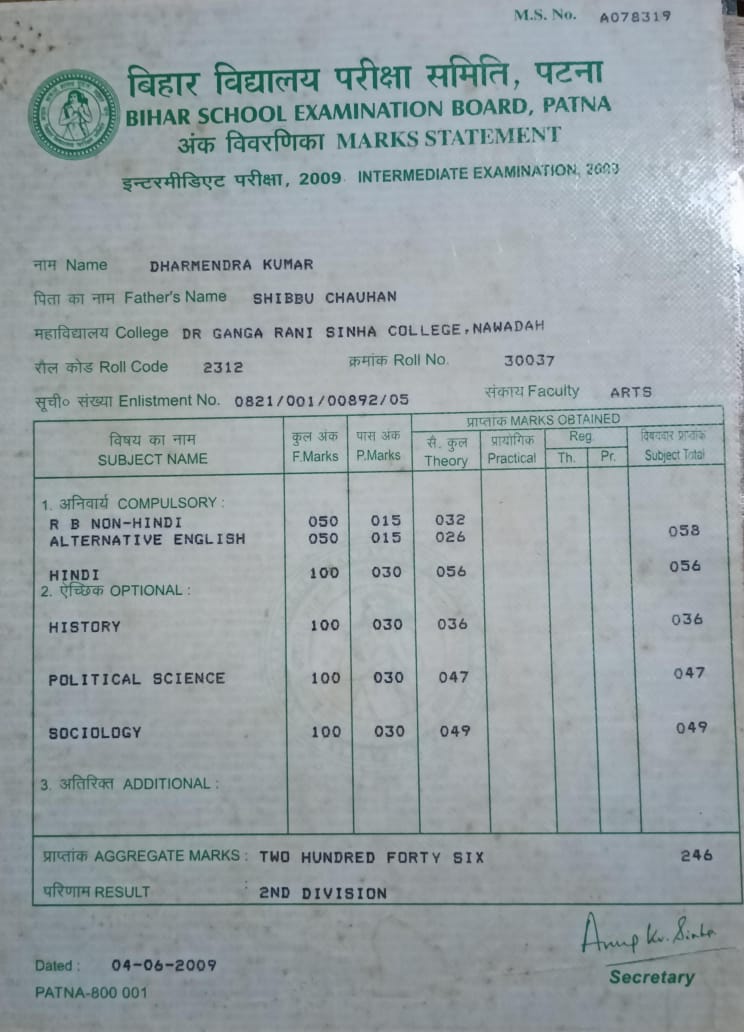 M.S. No. A078319
बिहार विद्यालय परीक्षा समिति, पटना
BIHAR SCHOOL EXAMINATION BOARD, PATNA
अंक विवरणिका MARKS STATEMENT
इन्टरमीडिएट परीक्षा, 2009 INTERMEDIATE EXAMINATION, 2009
नाम Name DHARMENDRA KUMAR
पिता का नाम Father's Name SHIBBU CHAUHAN
महाविद्यालय College DR GANGA RANI SINHA COLLEGE,NAWADAH
रौल कोड Roll Code 2312 क्रमांक Roll No. 30037
सूची० संख्या Enlistment No. 0821/001/00892/05 संकाय Faculty ARTS
विषय का नाम कुल अंक पास अंक प्राप्तांक MARKS OBTAINED
SUBJECT NAME F.Marks P.Marks सै. कुल Theory प्रायोगिक Practical Reg Th. Pr. विषयवार प्राप्तांक Subject Total
1. अनिवार्य COMPULSORY :
R B NON-HINDI 050 015 032
ALTERNATIVE ENGLISH 050 015 026 058
HINDI 100 030 056 056
2. ऐच्छिक OPTIONAL :
HISTORY 100 030 036 036
POLITICAL SCIENCE 100 030 047 047
SOCIOLOGY 100 030 049 049
3. अतिरिक्त ADDITIONAL :
प्राप्तांक AGGREGATE MARKS : TWO HUNDRED FORTY SIX 246
परिणाम RESULT : 2ND DIVISION
Anup Kr. Sinha
Dated : 04-06-2009
Secretary
PATNA-800 001